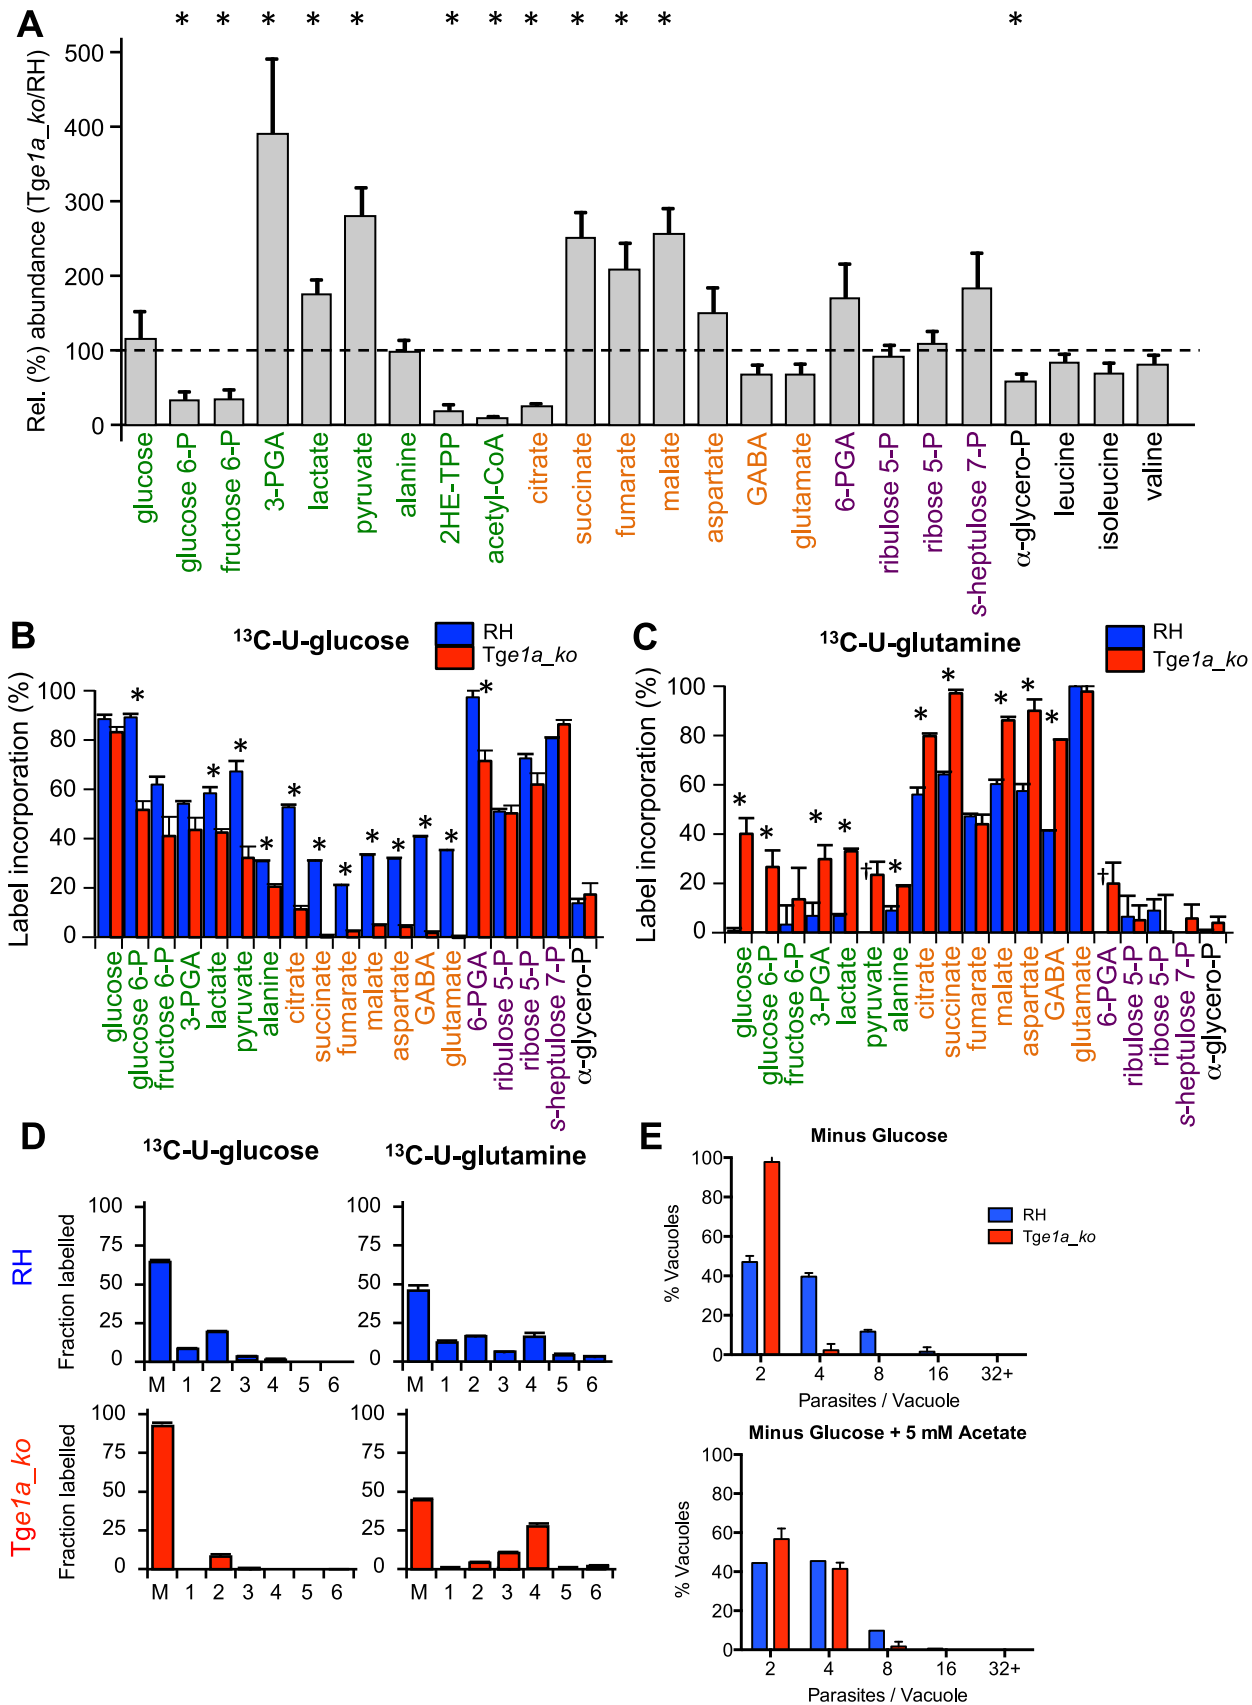 A
* * * * * * * * * * *
Rel. (%) abundance (Tge1a_ko/RH)
500
400
300
200
100
0
glucose
glucose 6-P
fructose 6-P
3-PGA
lactate
pyruvate
alanine
2HE-TPP
acetyl-CoA
citrate
succinate
fumarate
malate
aspartate
GABA
glutamate
6-PGA
ribulose 5-P
ribose 5-P
s-heptulose 7-P
α-glycero-P
leucine
isoleucine
valine
B
13C-U-glucose
RH
Tge1a_ko
Label incorporation (%)
100
80
60
40
20
0
* * * * * * * * * * * *
glucose
glucose 6-P
fructose 6-P
3-PGA
lactate
pyruvate
alanine
citrate
succinate
fumarate
malate
aspartate
GABA
glutamate
6-PGA
ribulose 5-P
ribose 5-P
s-heptulose 7-P
α-glycero-P
C
13C-U-glutamine
RH
Tge1a_ko
Label incorporation (%)
100
80
60
40
20
0
* * * * † * * * * * * †
glucose
glucose 6-P
fructose 6-P
3-PGA
lactate
pyruvate
alanine
citrate
succinate
fumarate
malate
aspartate
GABA
glutamate
6-PGA
ribulose 5-P
ribose 5-P
s-heptulose 7-P
α-glycero-P
D
13C-U-glucose
13C-U-glutamine
RH
Fraction labelled
100
75
50
25
0
M 1 2 3 4 5 6
100
75
50
25
0
M 1 2 3 4 5 6
Tge1a_ko
Fraction labelled
100
75
50
25
0
M 1 2 3 4 5 6
100
75
50
25
0
M 1 2 3 4 5 6
E
Minus Glucose
% Vacuoles
100
80
60
40
20
0
RH
Tge1a_ko
2 4 8 16 32+
Parasites / Vacuole
Minus Glucose + 5 mM Acetate
% Vacuoles
100
80
60
40
20
0
2 4 8 16 32+
Parasites / Vacuole